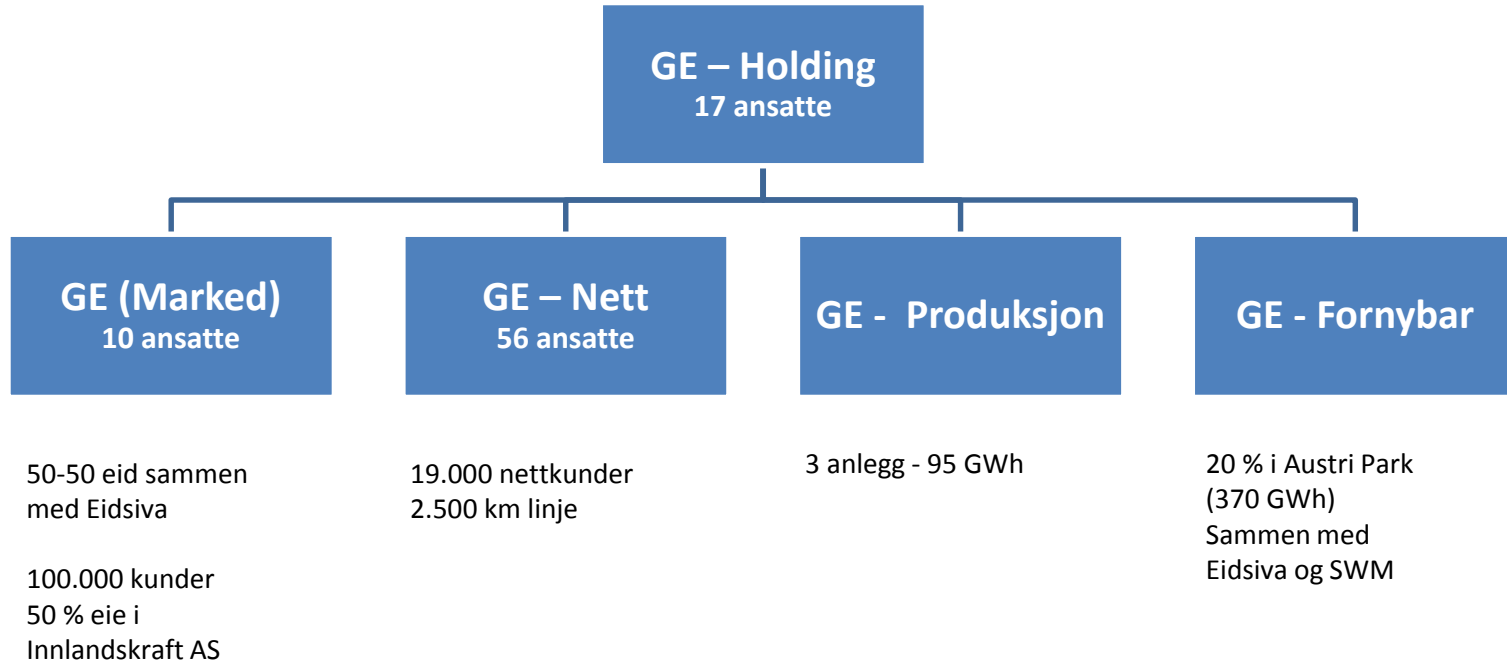 GE – Holding
17 ansatte
GE (Marked)
10 ansatte
GE – Nett
56 ansatte
GE - Produksjon
GE - Fornybar
50-50 eid sammen
med Eidsiva
100.000 kunder
50 % eie i
Innlandskraft AS
19.000 nettkunder
2.500 km linje
3 anlegg - 95 GWh
20 % i Austri Park
(370 GWh)
Sammen med
Eidsiva og SWM